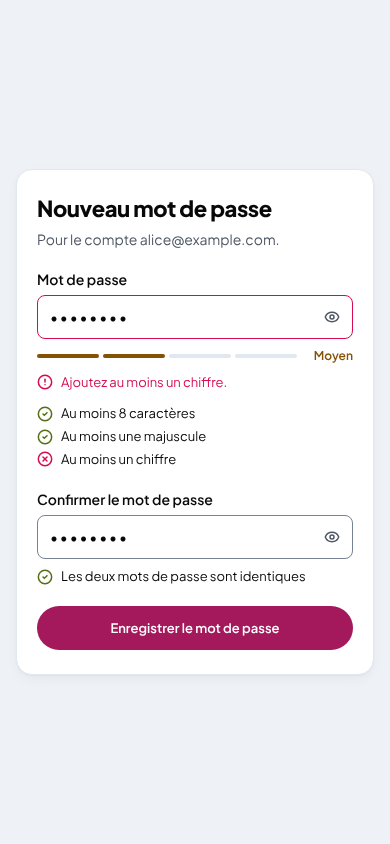 Nouveau mot de passe
Pour le compte alice@example.com.
Mot de passe
••••••••
Moyen
Ajoutez au moins un chiffre.
Au moins 8 caractères
Au moins une majuscule
Au moins un chiffre
Confirmer le mot de passe
••••••••
Les deux mots de passe sont identiques
Enregistrer le mot de passe